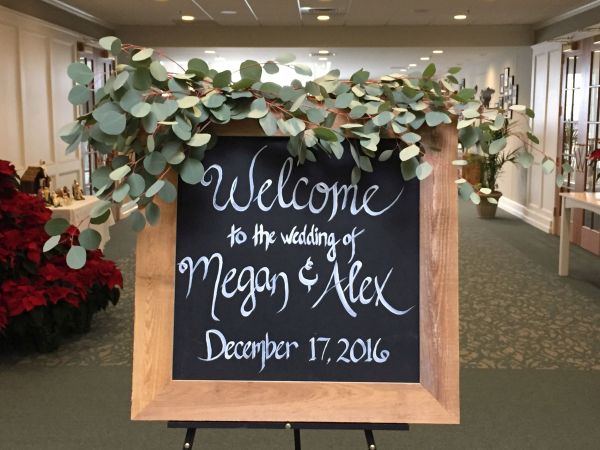 Welcome
to the wedding of
Megan & Alex
December 17, 2016